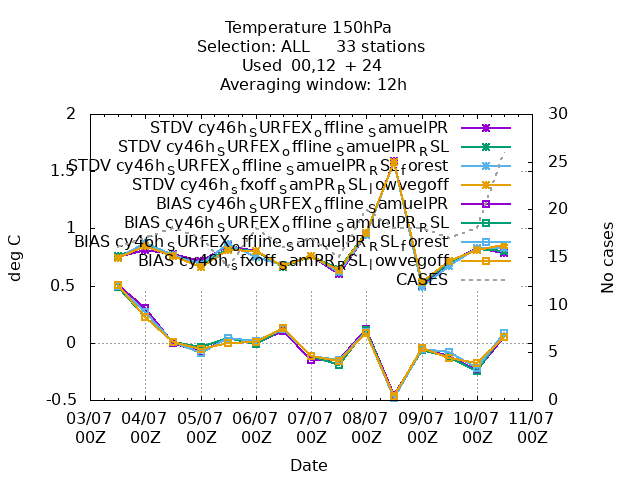 Temperature 150hPa
Selection: ALL 33 stations
Used 00,12 + 24
Averaging window: 12h
2
1.5
1
0.5
0
-0.5
deg C
30
25
20
15
10
5
0
No cases
STDV cy46h_SURFEX_offline_SamuelPR
STDV cy46h_SURFEX_offline_SamuelPR_RSL
STDV cy46h_SURFEX_offline_SamuelPR_RSL_forest
STDV cy46h_sfxoff_SamPR_RSL_lowvegoff
BIAS cy46h_SURFEX_offline_SamuelPR
BIAS cy46h_SURFEX_offline_SamuelPR_RSL
BIAS cy46h_SURFEX_offline_SamuelPR_RSL_forest
BIAS cy46h_sfxoff_SamPR_RSL_lowvegoff
CASES
03/07 04/07 05/07 06/07 07/07 08/07 09/07 10/07 11/07
00Z 00Z 00Z 00Z 00Z 00Z 00Z 00Z 00Z
Date